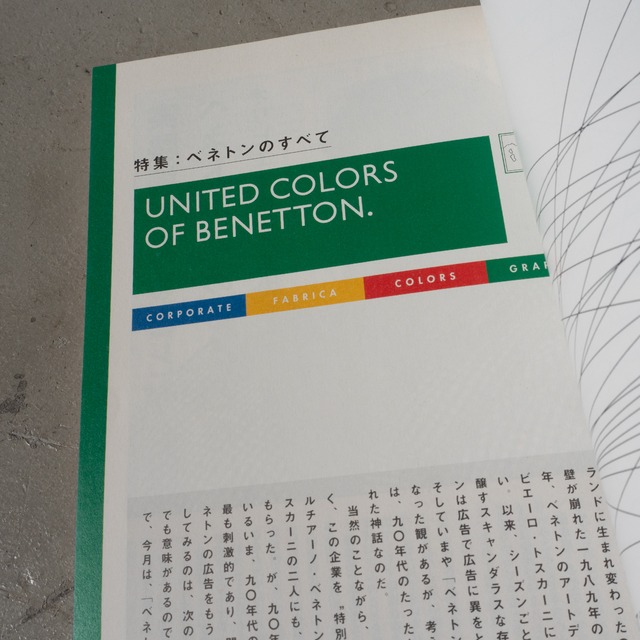 特集：ベネトンのすべて
UNITED COLORS
OF BENETTON.
CORPORATE FABRICA COLORS GRA
ランドに生まれ変わった
壁が崩れた一九八九年の
年、ベネトンのアートデ
ピエーロ・トスカーニに
い。以来、シーズンごと
醸すスキャンダラスな存
ンは広告で異を
そしていまや「ベネト
なった観があるが、考
は、九〇年代のたった
れた神話なのだ。
当然のことながら、
く、この企業を〝特別
ルチアーノ・ベネトン
スカーニの二人にも、
もらった。が、九〇年
いるいま、九〇年代の
最も刺激的であり、
ネトンの広告をもう
してみるのは、次の
でも意味があるので
で、今月は、「ベネト